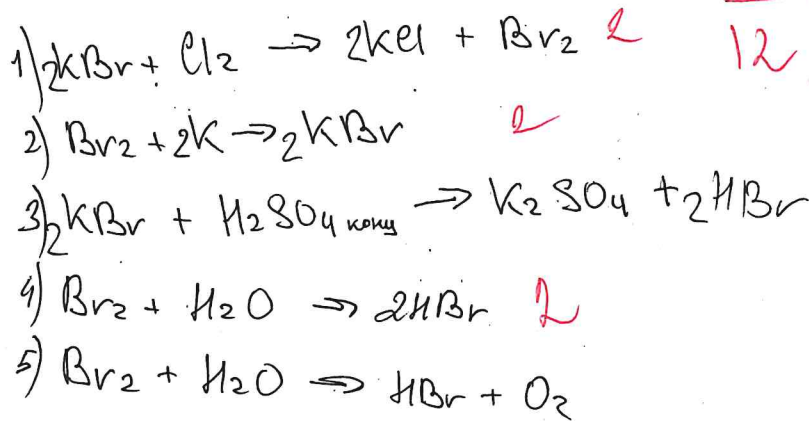 1) 2KBr + Cl2 → 2KCl + Br2 2 12
2) Br2 + 2K → 2KBr 2
3) 2KBr + H2SO4 конц → K2SO4 + 2HBr
4) Br2 + H2O → 2HBr 2
5) Br2 + H2O → HBr + O2